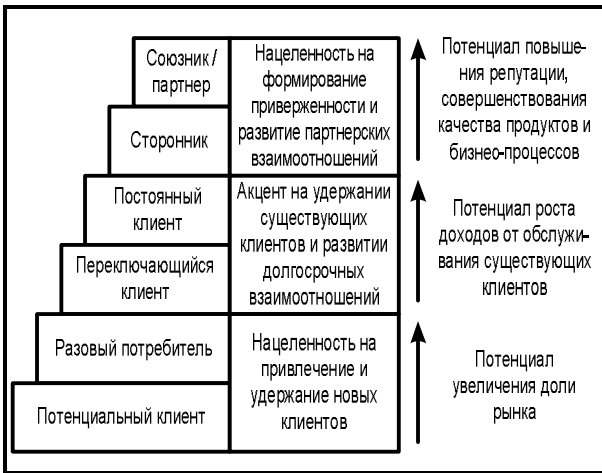 Союзник /
партнер
Сторонник
Нацеленность на
формирование
приверженности и
развитие партнерских
взаимоотношений
Потенциал повыше-
ния репутации,
совершенствования
качества продуктов и
бизнео-процессов
Постоянный
клиент
Переключающийся
клиент
Акцент на удержании
существующих
клиентов и развитии
долгосрочных
взаимоотношений
Потенциал роста
доходов от обслужи-
вания существующих
клиентов
Разовый потребитель
Потенциальный клиент
Нацеленность на
привлечение и
удержание новых
клиентов
Потенциал
увеличения доли
рынка